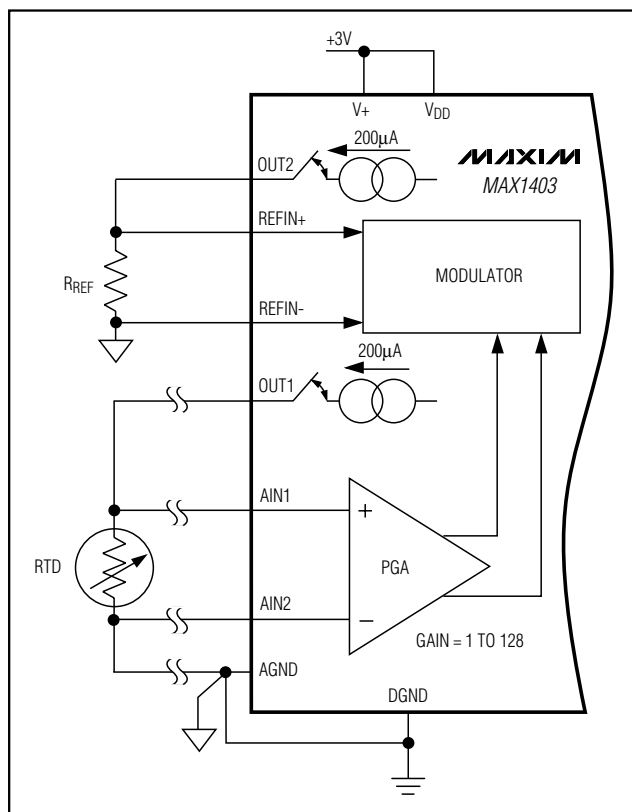 +3V
V+
VDD
200µA
OUT2
MAXIM
MAX1403
REFIN+
MODULATOR
RREF
REFIN-
200µA
OUT1
AIN1
+
RTD
PGA
AIN2
−
GAIN = 1 TO 128
AGND
DGND